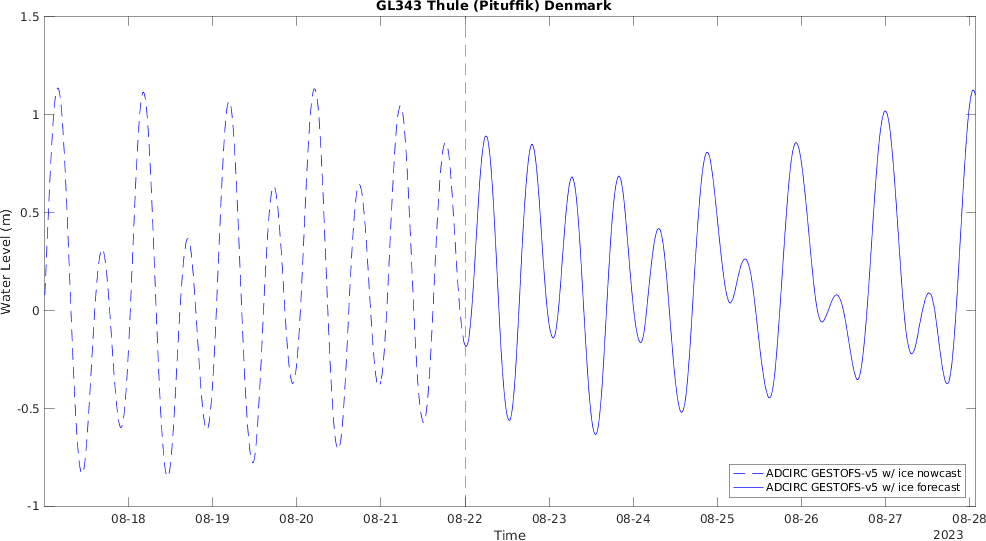 GL343 Thule (Pituffik) Denmark
1.5
1
0.5
0
-0.5
-1
Water Level (m)
08-18 08-19 08-20 08-21 08-22 08-23 08-24 08-25 08-26 08-27 08-28
Time
2023
ADCIRC GESTOFS-v5 w/ ice nowcast
ADCIRC GESTOFS-v5 w/ ice forecast